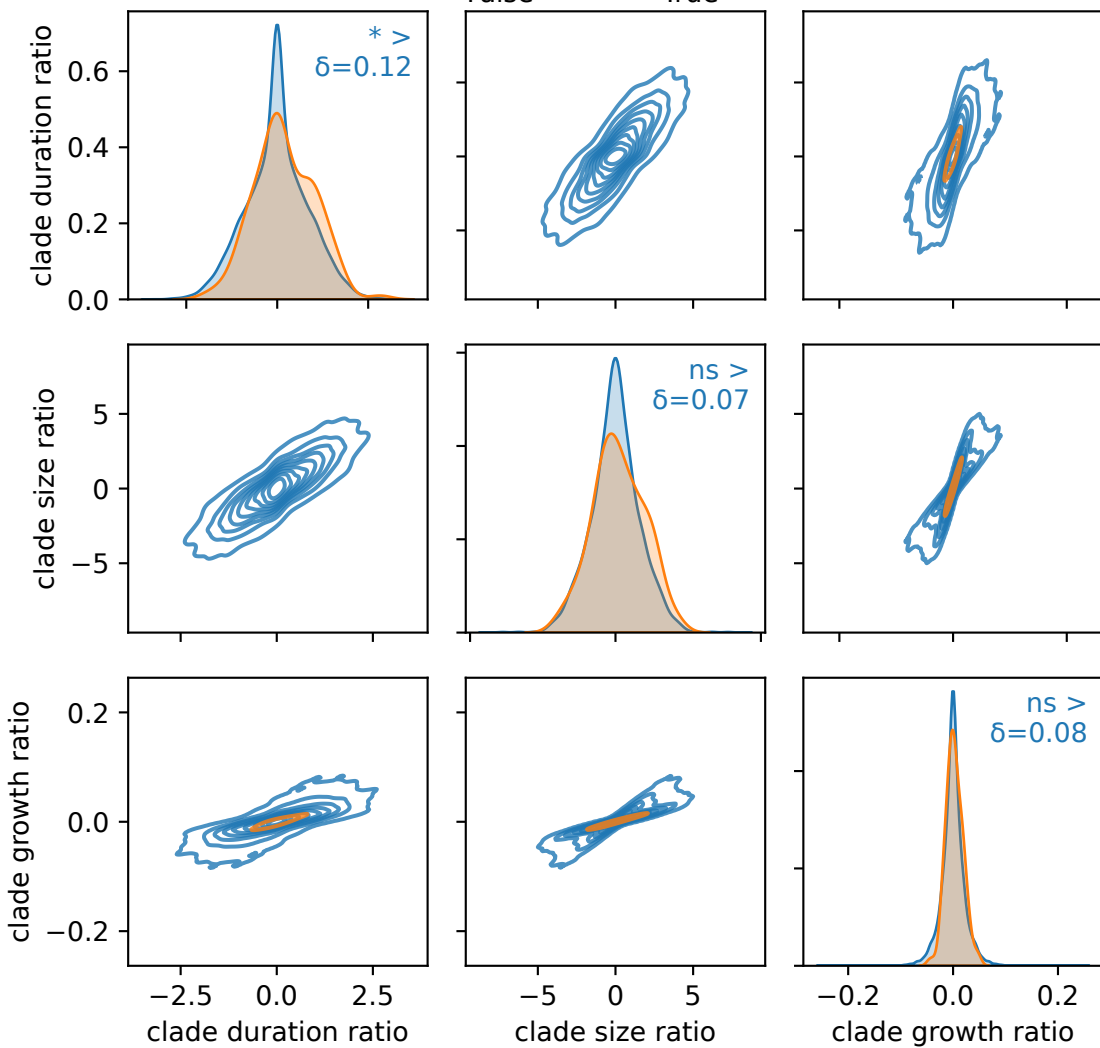 clade duration ratio
0.6
0.4
0.2
0.0
* >
δ=0.12
clade size ratio
5
0
−5
ns >
δ=0.07
clade growth ratio
0.2
0.0
−0.2
ns >
δ=0.08
−2.5 0.0 2.5
−5 0 5
−0.2 0.0 0.2
clade duration ratio
clade size ratio
clade growth ratio